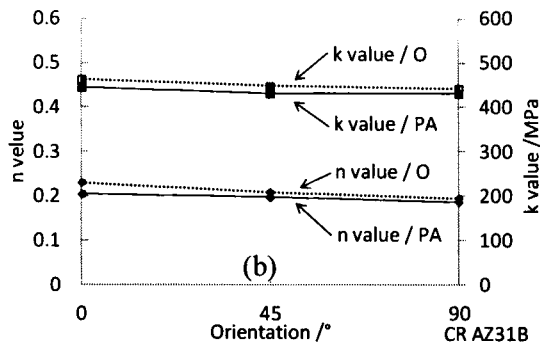 0.6
0.5
0.4
0.3
0.2
0.1
0
n velue
600
500
400
300
200
100
0
k value /MPa
k value / O
k value / PA
n value / O
n value / PA
(b)
0
45
90
Orientation /°
CR AZ31B